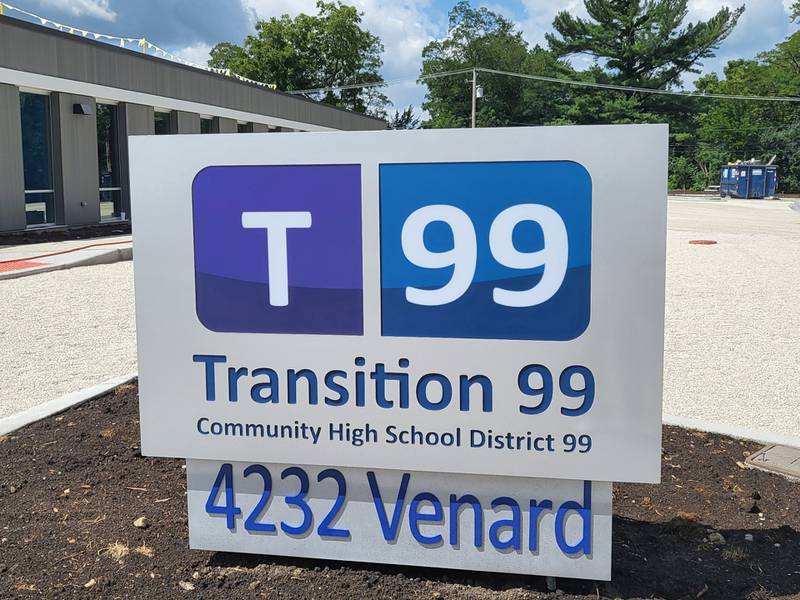 T 99
Transition 99
Community High School District 99
4232 Venard